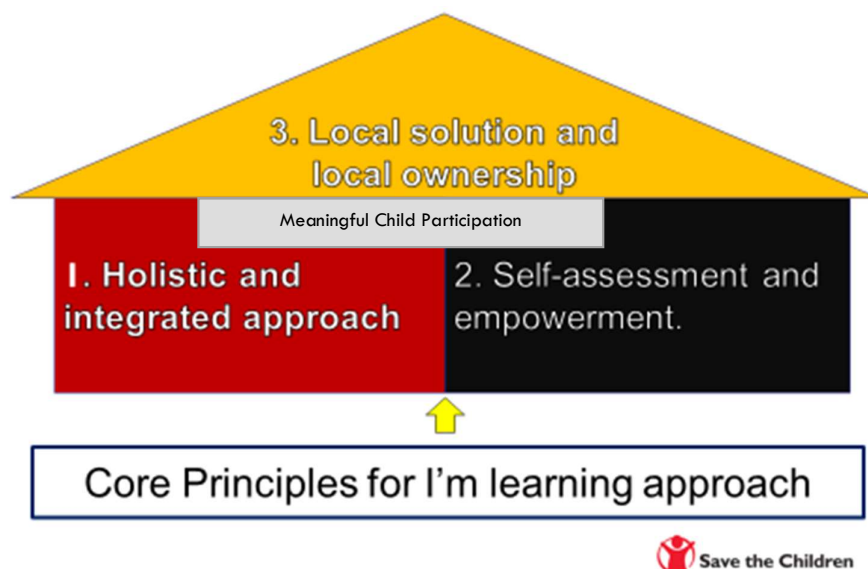 3. Local solution and
local ownership
Meaningful Child Participation
1. Holistic and
integrated approach
2. Self-assessment and
empowerment.
Core Principles for I'm learning approach
Save the Children